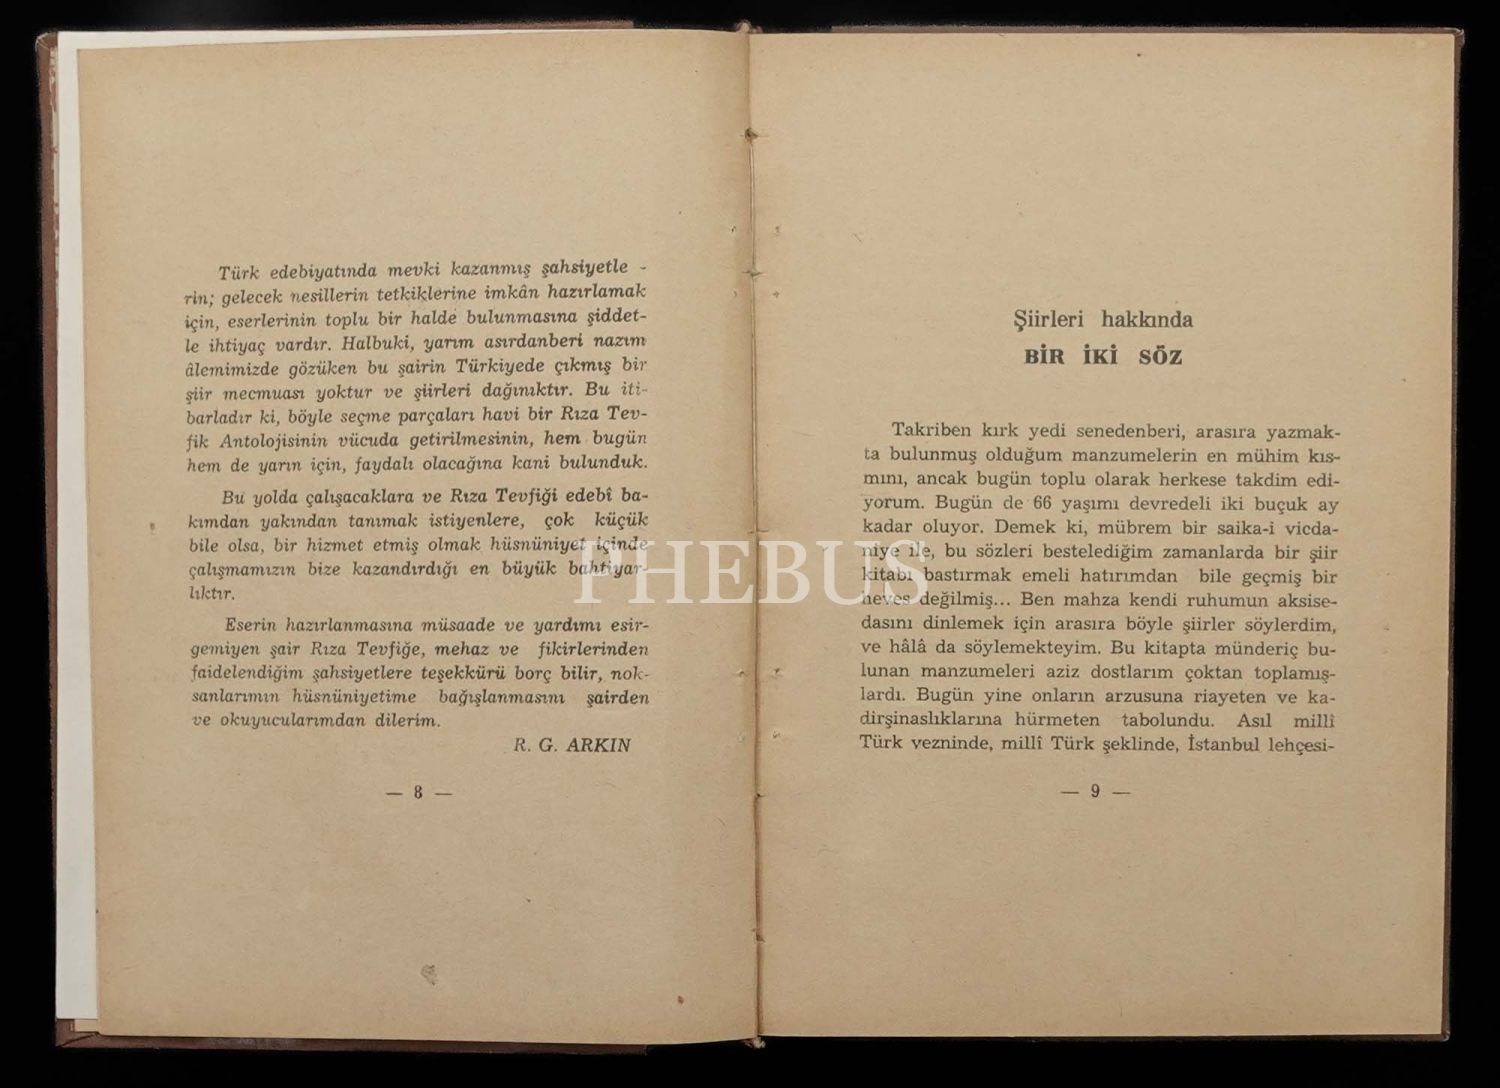 Türk edebiyatında mevki kazanmış şahsiyetle -
rin; gelecek nesillerin tetkiklerine imkân hazırlamak
için, eserlerinin toplu bir halde bulunmasına şiddet-
le ihtiyaç vardır. Halbuki, yarım asırdanberi nazım
âlemimizde gözüken bu şairin Türkiyede çıkmış bir
şiir mecmuası yoktur ve şiirleri dağınıktır. Bu iti-
barladır ki, böyle seçme parçaları havi bir Rıza Tev-
fik Antolojisinin vücuda getirilmesinin, hem bugün
hem de yarın için, faydalı olacağına kani bulunduk.
Bu yolda çalışacaklara ve Rıza Tevfiği edebî ba-
kımdan yakından tanımak istiyenlere, çok küçük
bile olsa, bir hizmet etmiş olmak hüsnüniyet içinde
çalışmamızın bize kazandırdığı en büyük bahtiyar-
lıktır.
Eserin hazırlanmasına müsaade ve yardımı esir-
gemiyen şair Rıza Tevfiğe, mehaz ve fikirlerinden
faidelendiğim şahsiyetlere teşekkürü borç bilir, nok-
sanlarımın hüsnüniyetime bağışlanmasını şairden
ve okuyucularımdan dilerim.
R. G. ARKIN
— 8 —
Şiirleri hakkında
BİR İKİ SÖZ
Takriben kırk yedi senedenberi, arasıra yazmak-
ta bulunmuş olduğum manzumelerin en mühim kıs-
mını, ancak bugün toplu olarak herkese takdim edi-
yorum. Bugün de 66 yaşımı devredeli iki buçuk ay
kadar oluyor. Demek ki, mübrem bir saika-i vicda-
niye ile, bu sözleri bestelediğim zamanlarda bir şiir
kitabı bastırmak emeli hatırımdan bile geçmiş bir
heves değilmiş... Ben mahza kendi ruhumun aksise-
dasını dinlemek için arasıra böyle şiirler söylerdim,
ve hâlâ da söylemekteyim. Bu kitapta münderiç bu-
lunan manzumeleri aziz dostlarım çoktan toplamış-
lardı. Bugün yine onların arzusuna riayeten ve ka-
dirşinaslıklarına hürmeten tabolundu. Asıl millî
Türk vezninde, millî Türk şeklinde, İstanbul lehçesi-
— 9 —
PHEBUS